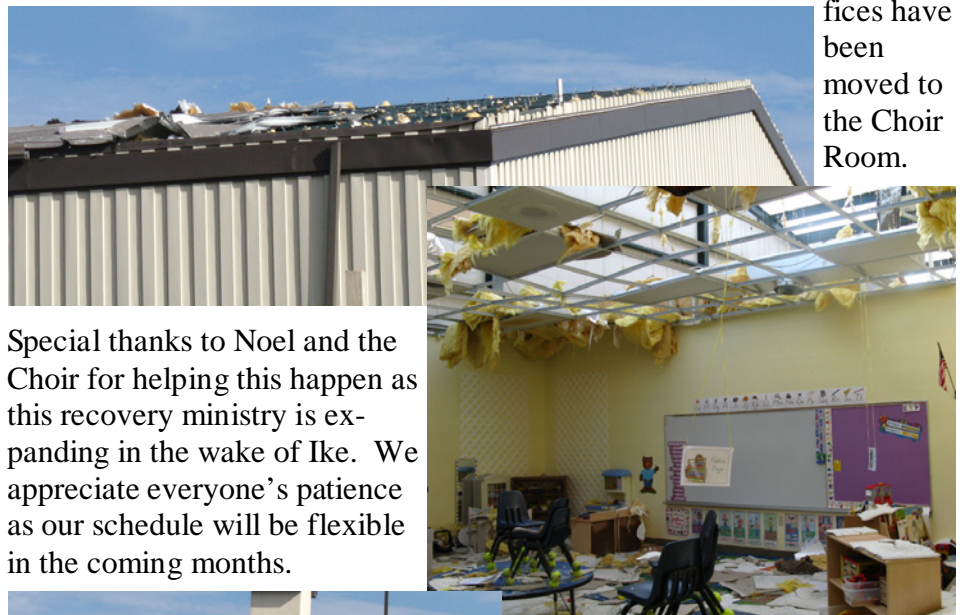 fices have
been
moved to
the Choir
Room.
Special thanks to Noel and the
Choir for helping this happen as
this recovery ministry is ex-
panding in the wake of Ike.  We
appreciate everyone’s patience
as our schedule will be flexible
in the coming months.